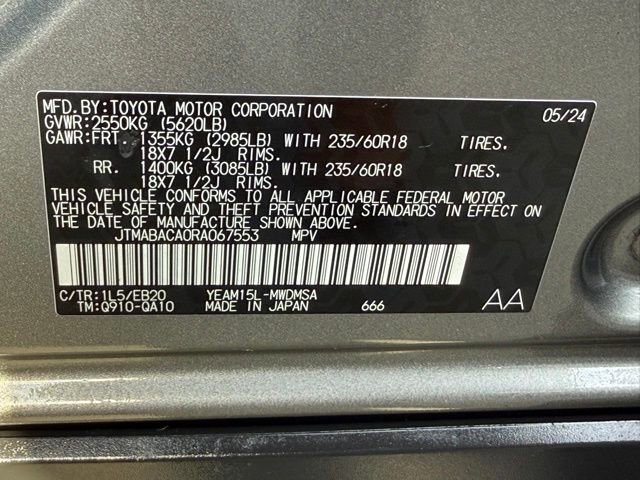 MFD.BY:TOYOTA MOTOR CORPORATION 05/24
GVWR:2550KG (5620LB)
GAWR:FRT. 1355KG (2985LB) WITH 235/60R18 TIRES.
18X7 1/2J RIMS.
RR. 1400KG (3085LB) WITH 235/60R18 TIRES.
18X7 1/2J RIMS.
THIS VEHICLE CONFORMS TO ALL APPLICABLE FEDERAL MOTOR
VEHICLE SAFETY AND THEFT PREVENTION STANDARDS IN EFFECT ON
THE DATE OF MANUFACTURE SHOWN ABOVE.
JTMABACA0RA067553 MPV
C/TR:1L5/EB20 YEAM15L-MWDMSA
TM:Q910-QA10 MADE IN JAPAN 666 AA